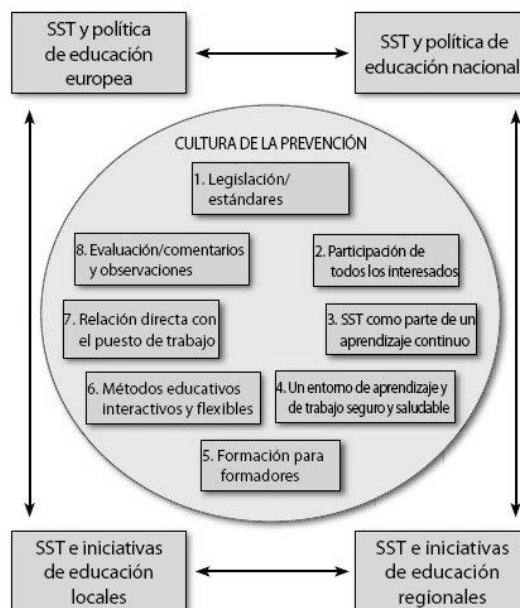 SST y política
de educación
europea
SST y política de
educación nacional
CULTURA DE LA PREVENCIÓN
1. Legislación/
estándares
8. Evaluación/comentarios
y observaciones
2. Participación de
todos los interesados
7. Relación directa con
el puesto de trabajo
3. SST como parte de un
aprendizaje continuo
6. Métodos educativos
interactivos y flexibles
4. Un entorno de aprendizaje y
de trabajo seguro y saludable
5. Formación para
formadores
SST e iniciativas
de educación
locales
SST e iniciativas
de educación
regionales